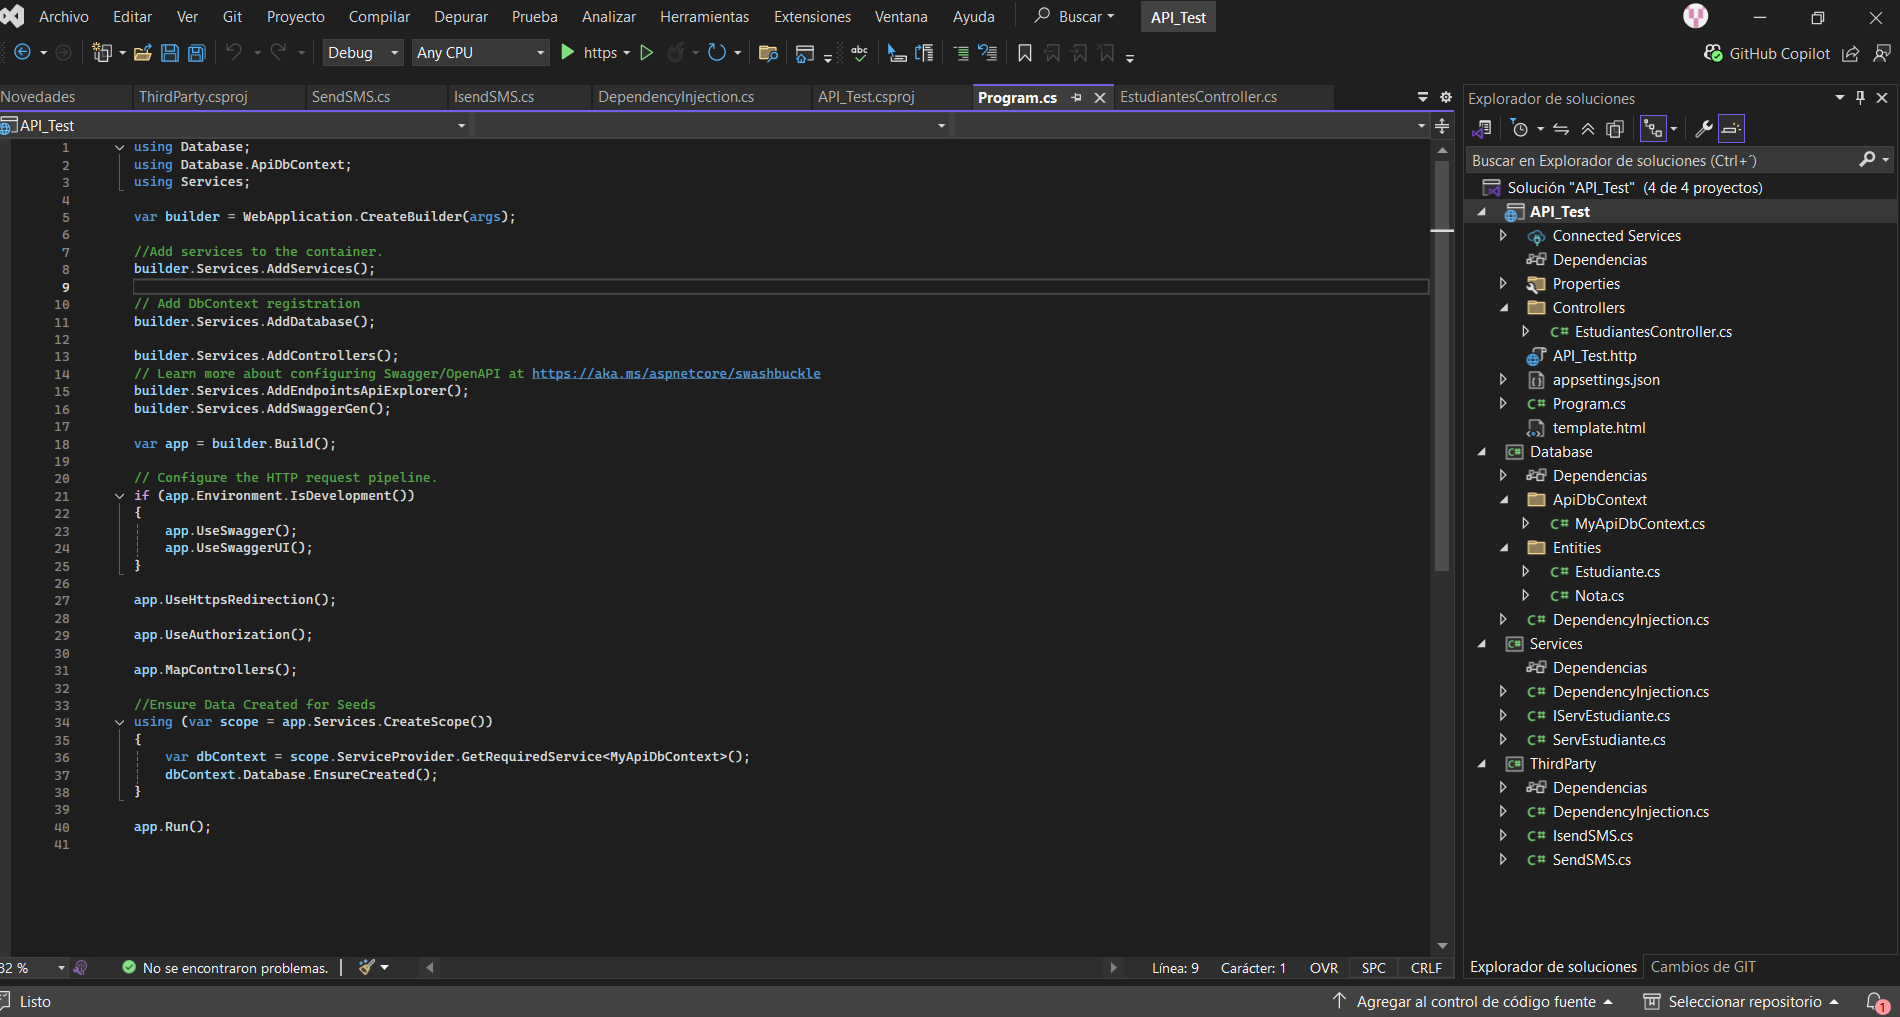 Archivo Editar Ver Git Proyecto Compilar Depurar Prueba Analizar Herramientas Extensiones Ventana Ayuda Buscar API_Test
Debug Any CPU https abc GitHub Copilot
Novedades ThirdParty.csproj SendSMS.cs IsendSMS.cs DependencyInjection.cs API_Test.csproj Program.cs EstudiantesController.cs
API_Test
1 using Database;
2 using Database.ApiDbContext;
3 using Services;
4
5 var builder = WebApplication.CreateBuilder(args);
6
7 //Add services to the container.
8 builder.Services.AddServices();
9
10 // Add DbContext registration
11 builder.Services.AddDatabase();
12
13 builder.Services.AddControllers();
14 // Learn more about configuring Swagger/OpenAPI at https://aka.ms/aspnetcore/swashbuckle
15 builder.Services.AddEndpointsApiExplorer();
16 builder.Services.AddSwaggerGen();
17
18 var app = builder.Build();
19
20 // Configure the HTTP request pipeline.
21 if (app.Environment.IsDevelopment())
22 {
23 app.UseSwagger();
24 app.UseSwaggerUI();
25 }
26
27 app.UseHttpsRedirection();
28
29 app.UseAuthorization();
30
31 app.MapControllers();
32
33 //Ensure Data Created for Seeds
34 using (var scope = app.Services.CreateScope())
35 {
36 var dbContext = scope.ServiceProvider.GetRequiredService<MyApiDbContext>();
37 dbContext.Database.EnsureCreated();
38 }
39
40 app.Run();
41
Explorador de soluciones
Buscar en Explorador de soluciones (Ctrl+´)
Solución "API_Test" (4 de 4 proyectos)
API_Test
Connected Services
Dependencias
Properties
Controllers
C# EstudiantesController.cs
API_Test.http
appsettings.json
C# Program.cs
template.html
C# Database
Dependencias
ApiDbContext
C# MyApiDbContext.cs
Entities
C# Estudiante.cs
C# Nota.cs
C# DependencyInjection.cs
C# Services
Dependencias
C# DependencyInjection.cs
C# IServEstudiante.cs
C# ServEstudiante.cs
C# ThirdParty
Dependencias
C# DependencyInjection.cs
C# IsendSMS.cs
C# SendSMS.cs
32 % No se encontraron problemas. Línea: 9 Carácter: 1 OVR SPC CRLF
Explorador de soluciones Cambios de GIT
Listo Agregar al control de código fuente Seleccionar repositorio 1